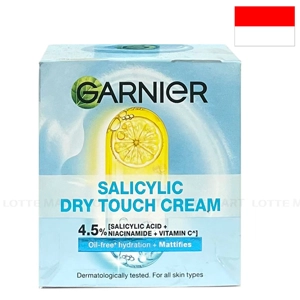 GARNIER
SALICYLIC
DRY TOUCH CREAM
4.5% [SALICYLIC ACID +
NIACINAMIDE + VITAMIN C*]
Oil-free* hydration + Mattifies
Dermatologically tested. For all skin types